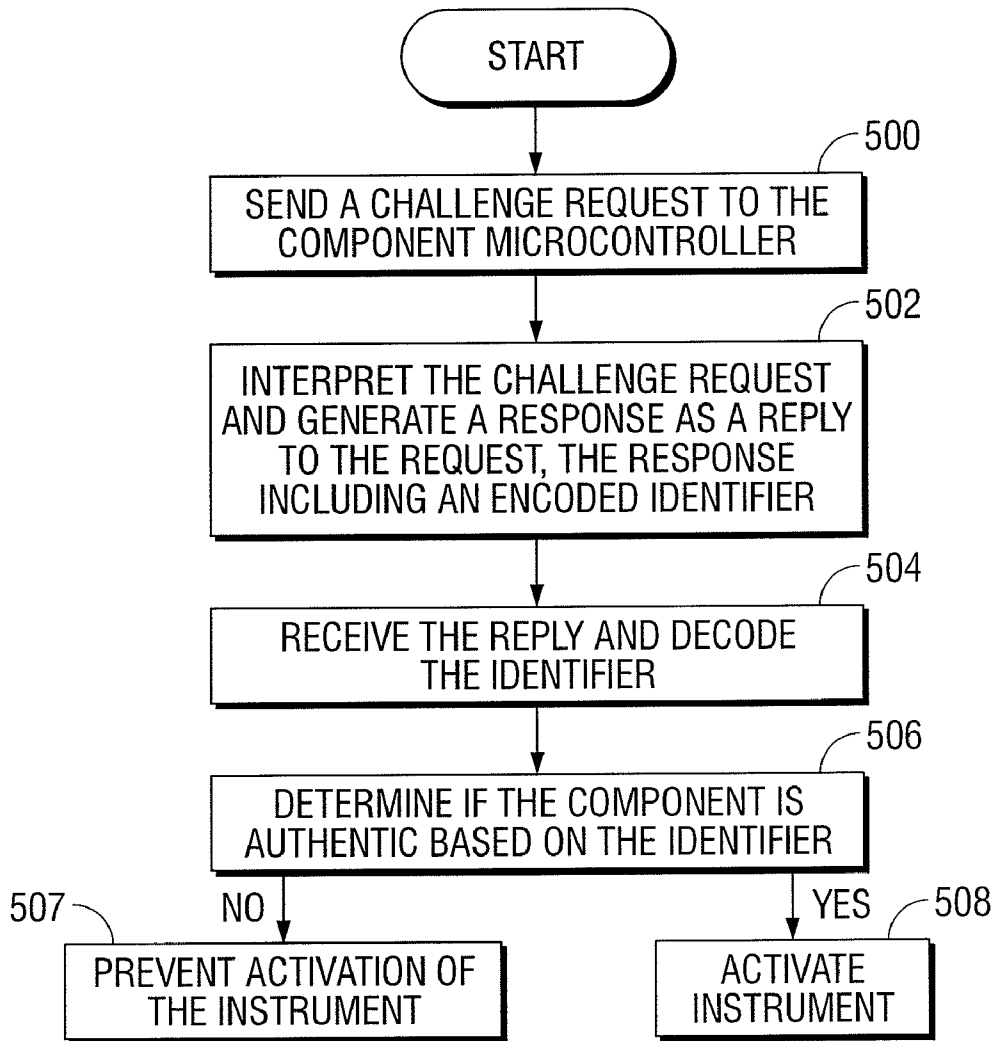 START
500
SEND A CHALLENGE REQUEST TO THE
COMPONENT MICROCONTROLLER
502
INTERPRET THE CHALLENGE REQUEST
AND GENERATE A RESPONSE AS A REPLY
TO THE REQUEST, THE RESPONSE
INCLUDING AN ENCODED IDENTIFIER
504
RECEIVE THE REPLY AND DECODE
THE IDENTIFIER
506
DETERMINE IF THE COMPONENT IS
AUTHENTIC BASED ON THE IDENTIFIER
507
NO
PREVENT ACTIVATION OF
THE INSTRUMENT
YES
508
ACTIVATE
INSTRUMENT